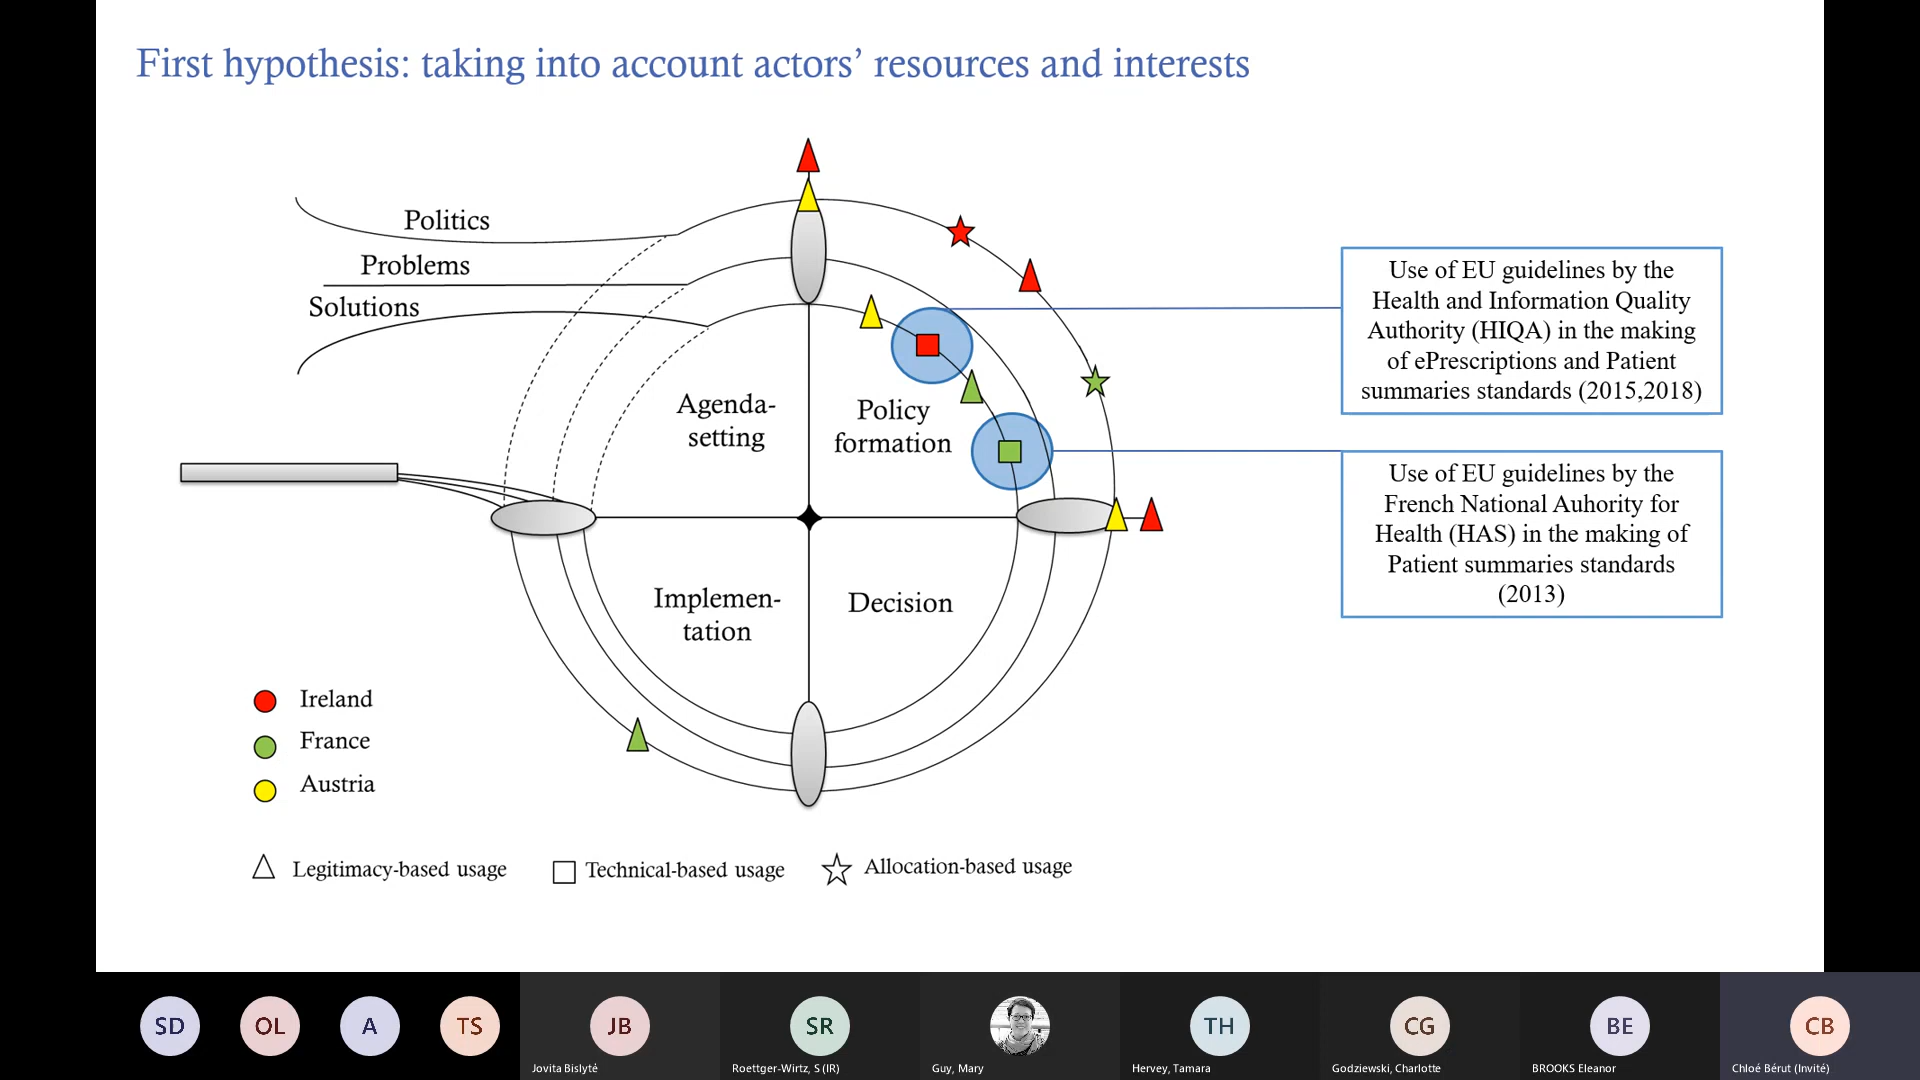 First hypothesis: taking into account actors’ resources and interests
Politics
Problems
Solutions
Agenda-
setting
Policy
formation
Implemen-
tation
Decision
Use of EU guidelines by the
Health and Information Quality
Authority (HIQA) in the making
of ePrescriptions and Patient
summaries standards (2015,2018)
Use of EU guidelines by the
French National Auhority for
Health (HAS) in the making of
Patient summaries standards
(2013)
Ireland
France
Austria
Legitimacy-based usage
Technical-based usage
Allocation-based usage
SD
OL
A
TS
JB
Jovita Bislytė
SR
Roettger-Wirtz, S (IR)
Guy, Mary
TH
Hervey, Tamara
CG
Godziewski, Charlotte
BE
BROOKS Eleanor
CB
Chloé Bérut (Invité)